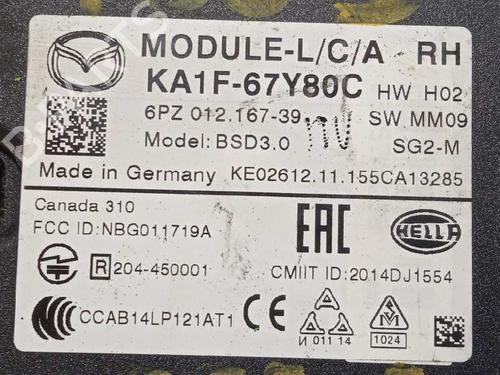 MODULE-L/C/A RH
KA1F-67Y80C HW H02
6PZ 012.167-39 SW MM09
Model: BSD3.0 SG2-M
Made in Germany KE02612.11.155CA13285
Canada 310
FCC ID:NBG011719A
EAC
HELLA
R 204-450001
CMIIT ID:2014DJ1554
CCC
CCAB14LP121AT1
CE
И 011 14
1024